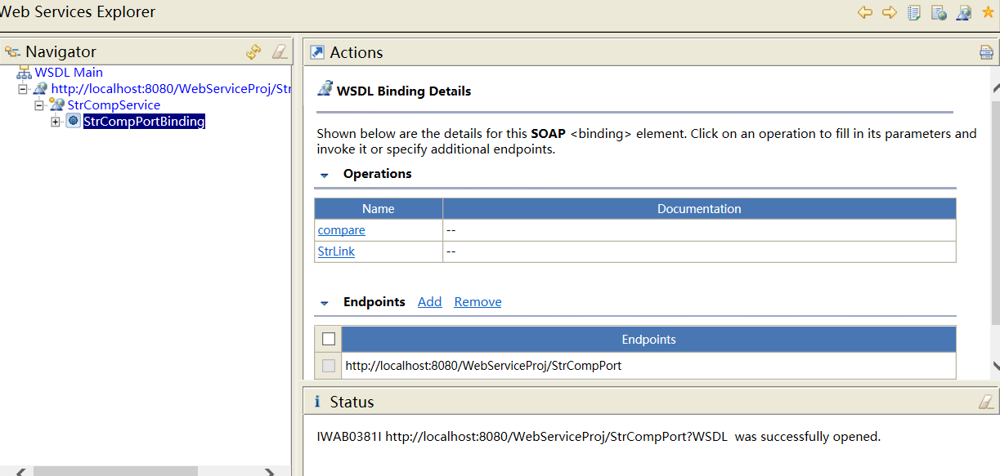 Web Services Explorer
Navigator
WSDL Main
http://localhost:8080/WebServiceProj/Str
StrCompService
StrCompPortBinding
Actions
WSDL Binding Details
Shown below are the details for this SOAP <binding> element. Click on an operation to fill in its parameters and
invoke it or specify additional endpoints.
Operations
Name Documentation
compare --
StrLink --
Endpoints Add Remove
Endpoints
http://localhost:8080/WebServiceProj/StrCompPort
Status
IWAB0381I http://localhost:8080/WebServiceProj/StrCompPort?WSDL was successfully opened.